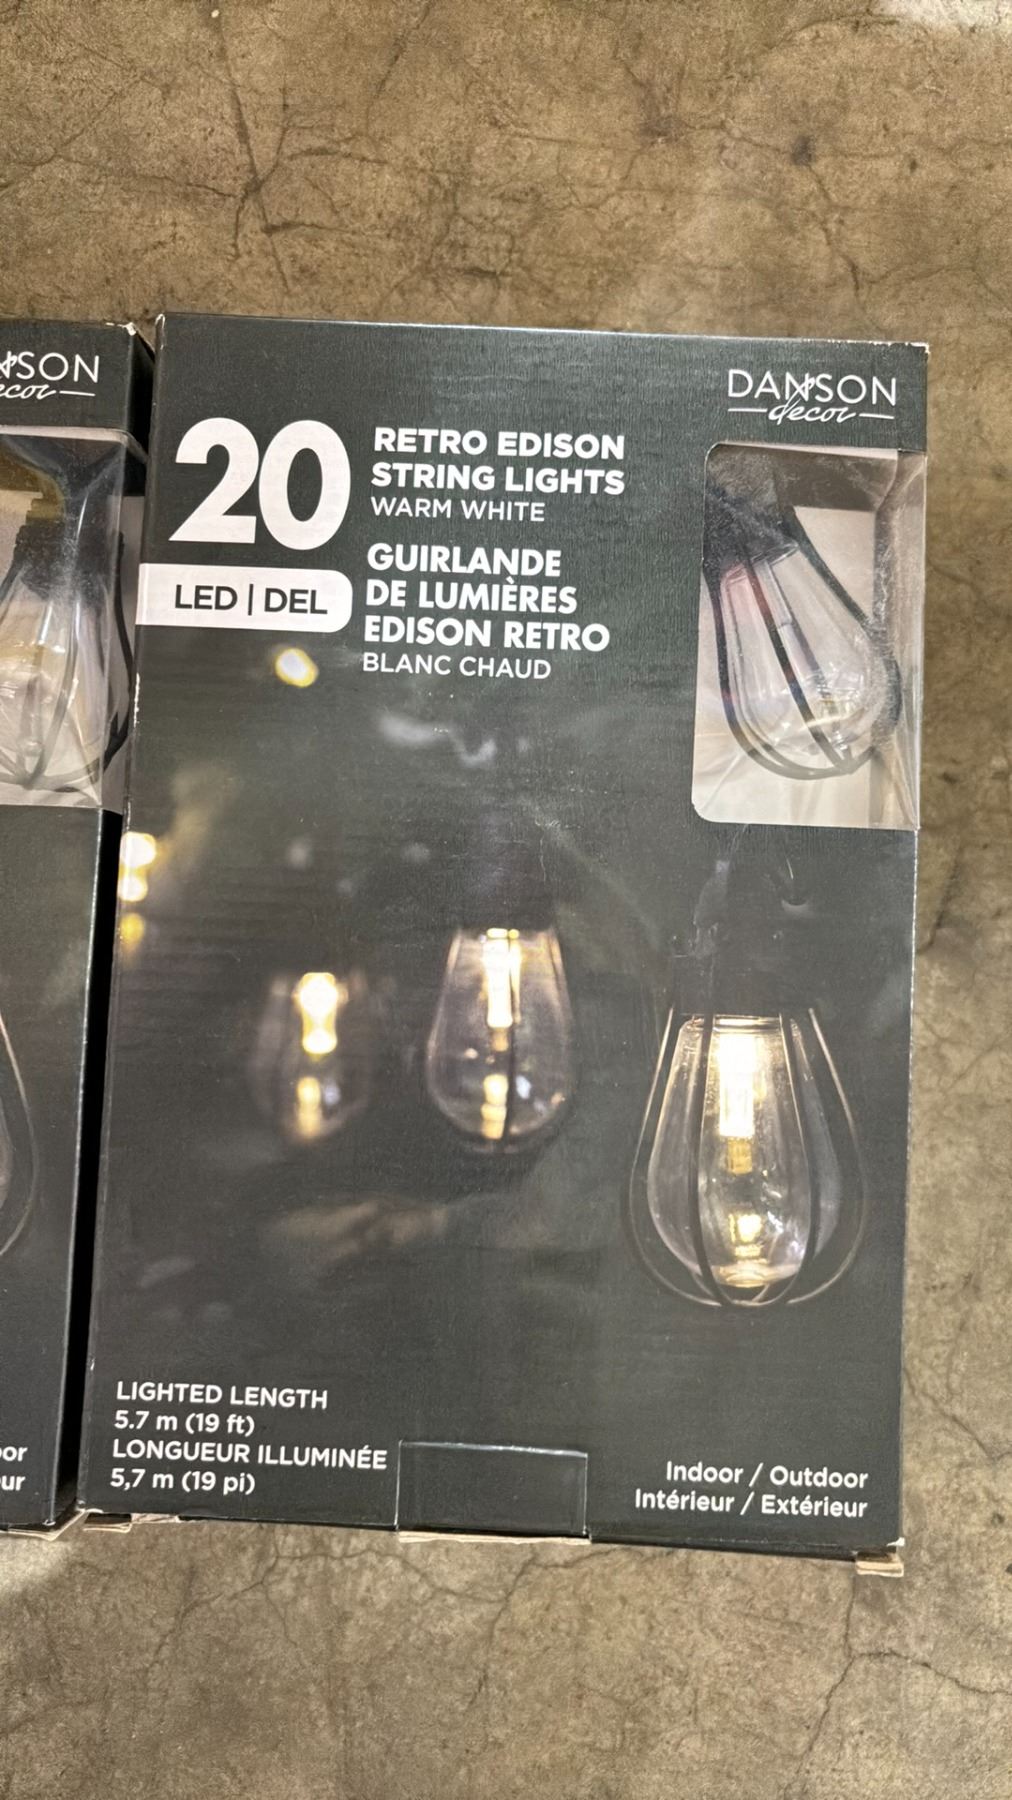 DANSON
decor
20
RETRO EDISON
STRING LIGHTS
WARM WHITE
GUIRLANDE
DE LUMIÈRES
EDISON RETRO
BLANC CHAUD
LED | DEL
LIGHTED LENGTH
5.7 m (19 ft)
LONGUEUR ILLUMINÉE
5,7 m (19 pi)
Indoor / Outdoor
Intérieur / Extérieur